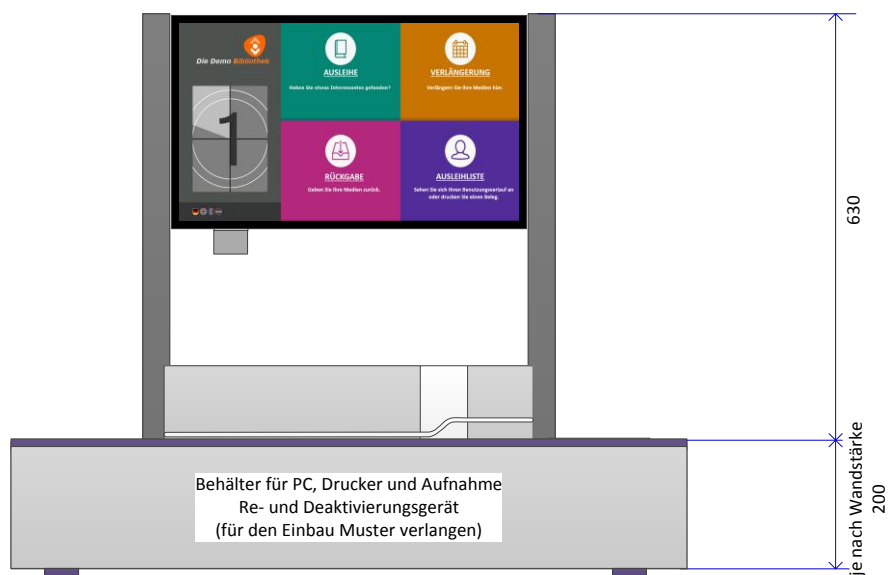 Die Demo Bibliothek
1
AUSLEIHE
Haben Sie etwas Interessantes gefunden?
VERLÄNGERUNG
Verlängern Sie Ihre Medien hier.
RÜCKGABE
Geben Sie Ihre Medien zurück.
AUSLEIHLISTE
Sehen Sie sich Ihren Benutzungsverlauf an
oder drucken Sie einen Beleg.
630
Behälter für PC, Drucker und Aufnahme
Re- und Deaktivierungsgerät
(für den Einbau Muster verlangen)
je nach Wandstärke
200